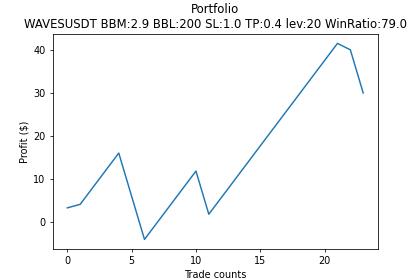 Portfolio
WAVESUSDT BBM:2.9 BBL:200 SL:1.0 TP:0.4 lev:20 WinRatio:79.0
Profit ($)
40
30
20
10
0
0 5 10 15 20
Trade counts